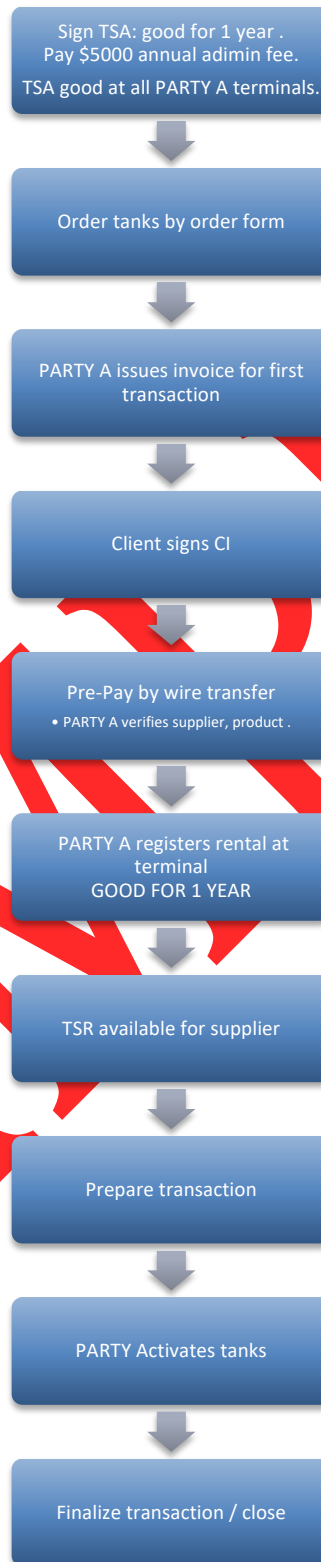 Sign TSA: good for 1 year .
Pay $5000 annual adimin fee.
TSA good at all PARTY A terminals.
Order tanks by order form
PARTY A issues invoice for first
transaction
Client signs CI
Pre-Pay by wire transfer
• PARTY A verifies supplier, product .
PARTY A registers rental at
terminal
GOOD FOR 1 YEAR
TSR available for supplier
Prepare transaction
PARTY Activates tanks
Finalize transaction / close